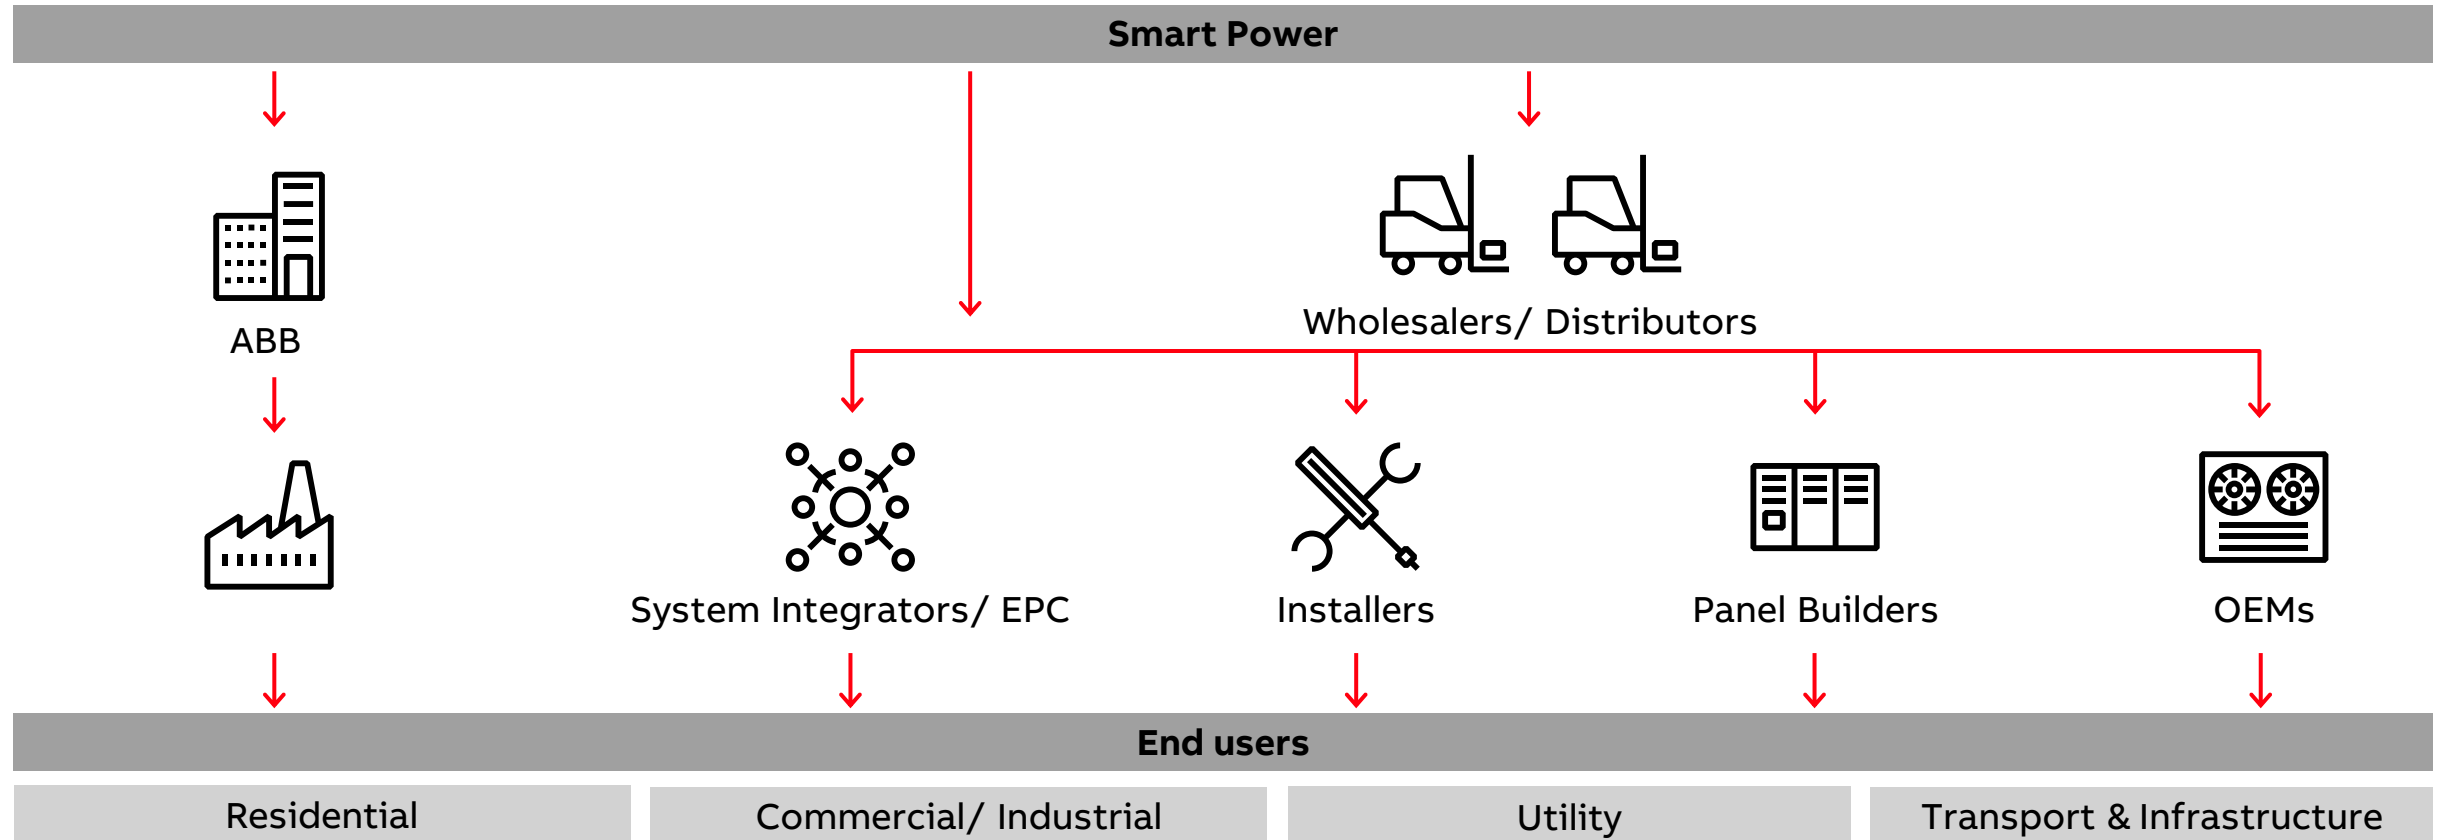 Smart Power
Wholesalers/ Distributors
ABB
System Integrators/ EPC
Installers
Panel Builders
OEMs
End users
Residential
Commercial/ Industrial
Utility
Transport & Infrastructure